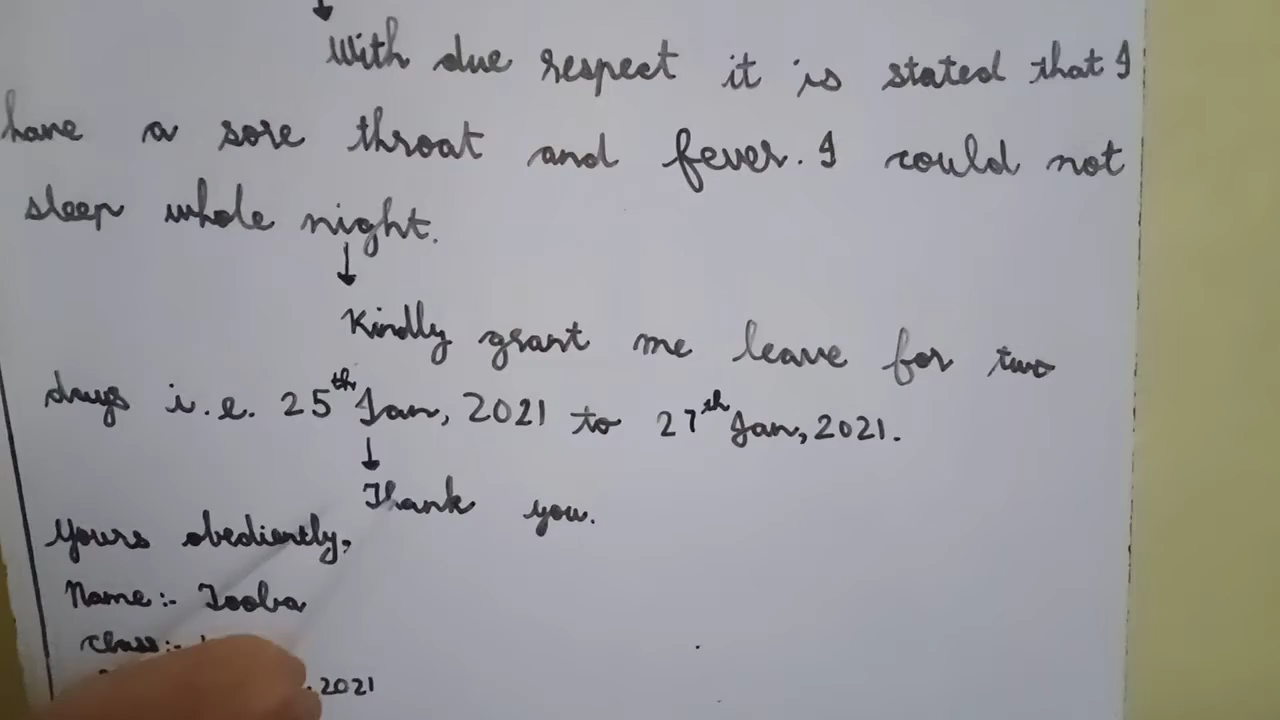 With due respect it is stated that I
have a sore throat and fever. I could not
sleep whole night.
Kindly grant me leave for two
days i.e. 25th Jan, 2021 to 27th Jan, 2021.
Thank you.
Yours obediently,
Name:- Tooba
Class:-
2021